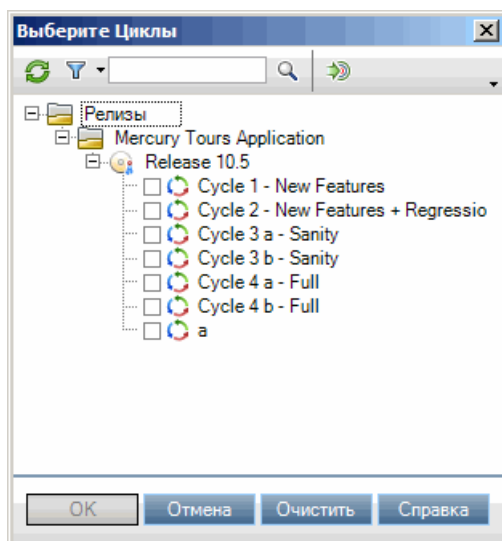 Выберите Циклы
Релизы
Mercury Tours Application
Release 10.5
Cycle 1 - New Features
Cycle 2 - New Features + Regressio
Cycle 3 a - Sanity
Cycle 3 b - Sanity
Cycle 4 a - Full
Cycle 4 b - Full
a
OK Отмена Очистить Справка